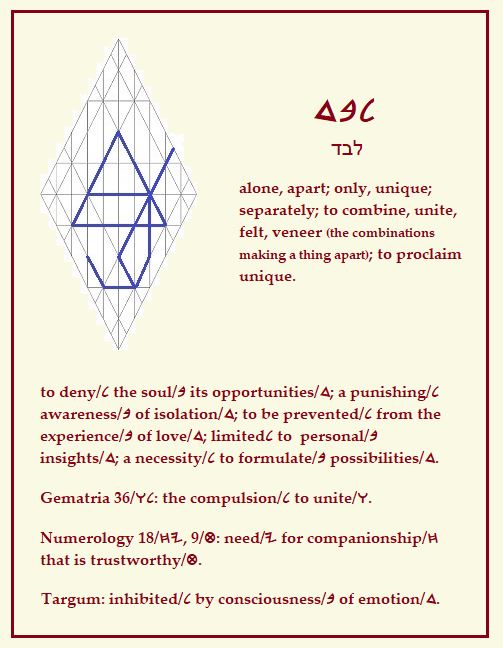 𐤋𐤁𐤃
לבד
alone, apart; only, unique;
separately; to combine, unite,
felt, veneer (the combinations
making a thing apart); to proclaim
unique.
to deny/𐤋 the soul/𐤁 its opportunities/𐤃; a punishing/𐤋
awareness/𐤁 of isolation/𐤃; to be prevented/𐤋 from the
experience/𐤁 of love/𐤃; limited𐤋 to personal/𐤁
insights/𐤃; a necessity/𐤋 to formulate/𐤁 possibilities/𐤃.
Gematria 36/𐤋𐤅: the compulsion/𐤋 to unite/𐤅.
Numerology 18/𐤉𐤇, 9/𐤈: need/𐤉 for companionship/𐤇
that is trustworthy/𐤈.
Targum: inhibited/𐤋 by consciousness/𐤁 of emotion/𐤃.